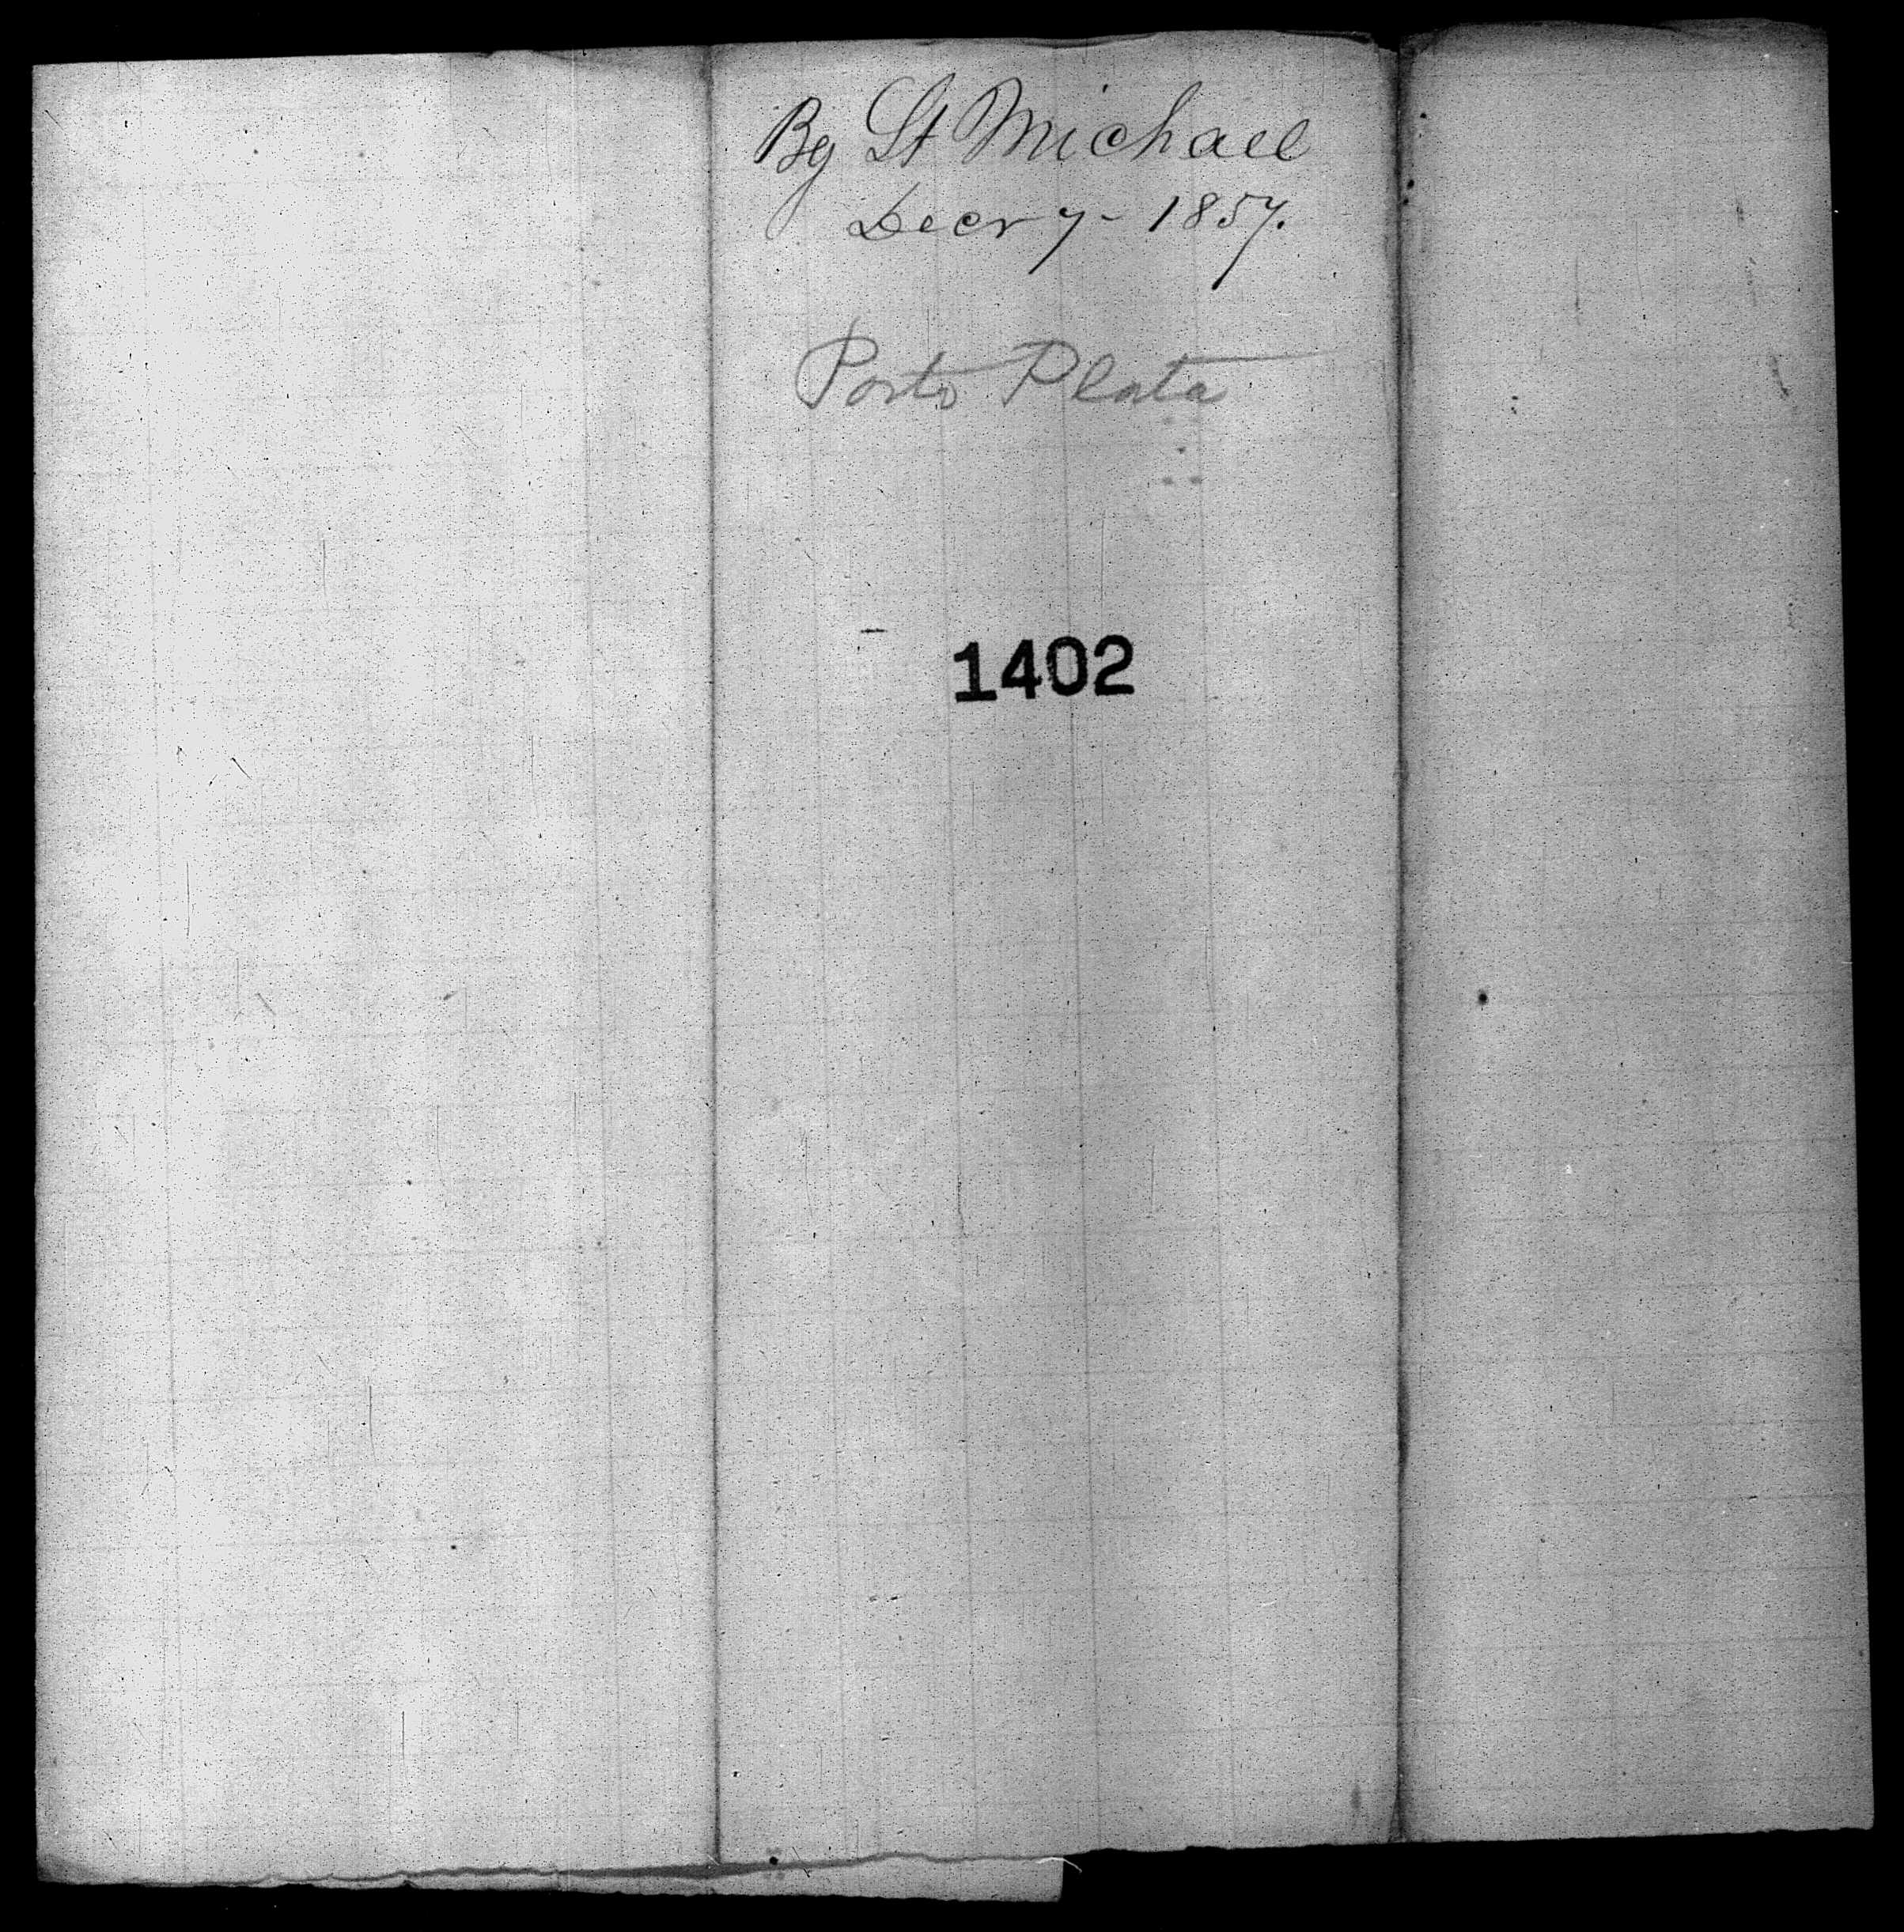 Bg St Michael
Decr 7 - 1857.
Porto Plata
1402